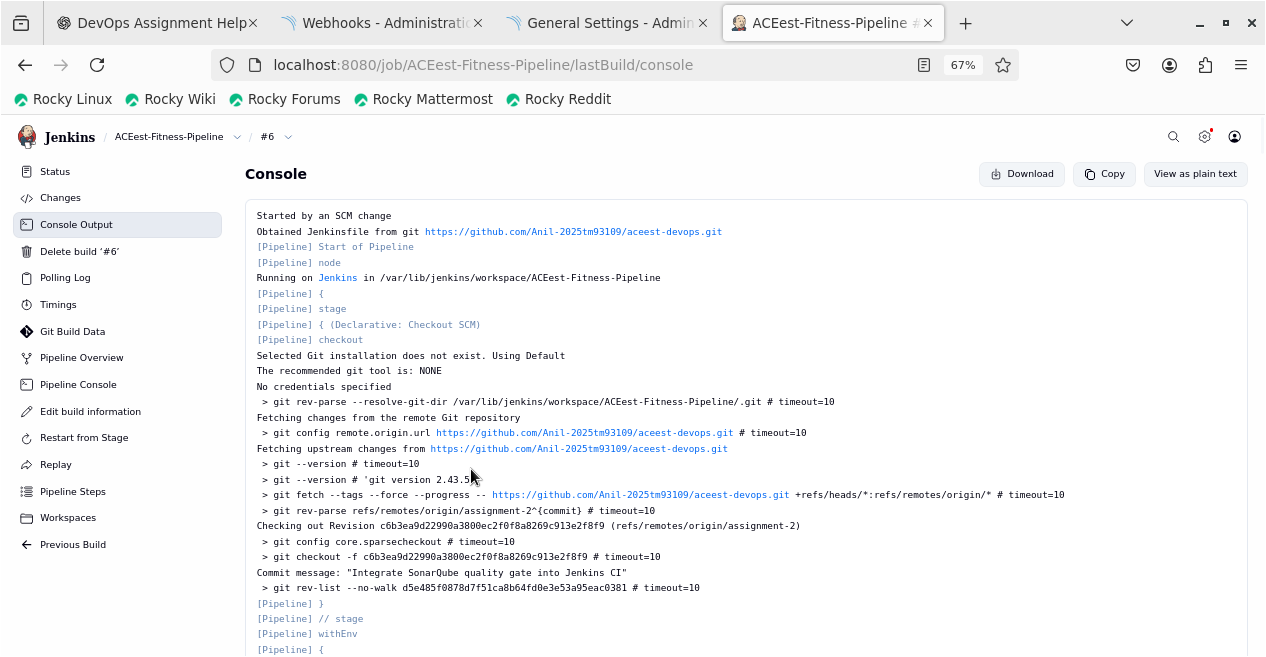 DevOps Assignment Help
Webhooks - Administrati
General Settings - Admin
ACEest-Fitness-Pipeline #
localhost:8080/job/ACEest-Fitness-Pipeline/lastBuild/console
67%
Rocky Linux
Rocky Wiki
Rocky Forums
Rocky Mattermost
Rocky Reddit
Jenkins / ACEest-Fitness-Pipeline / #6
Status
Changes
Console Output
Delete build ‘#6’
Polling Log
Timings
Git Build Data
Pipeline Overview
Pipeline Console
Edit build information
Restart from Stage
Replay
Pipeline Steps
Workspaces
Previous Build
Console
Download
Copy
View as plain text
Started by an SCM change
Obtained Jenkinsfile from git https://github.com/Anil-2025tm93109/aceest-devops.git
[Pipeline] Start of Pipeline
[Pipeline] node
Running on Jenkins in /var/lib/jenkins/workspace/ACEest-Fitness-Pipeline
[Pipeline] {
[Pipeline] stage
[Pipeline] { (Declarative: Checkout SCM)
[Pipeline] checkout
Selected Git installation does not exist. Using Default
The recommended git tool is: NONE
No credentials specified
> git rev-parse --resolve-git-dir /var/lib/jenkins/workspace/ACEest-Fitness-Pipeline/.git # timeout=10
Fetching changes from the remote Git repository
> git config remote.origin.url https://github.com/Anil-2025tm93109/aceest-devops.git # timeout=10
Fetching upstream changes from https://github.com/Anil-2025tm93109/aceest-devops.git
> git --version # timeout=10
> git --version # 'git version 2.43.5'
> git fetch --tags --force --progress -- https://github.com/Anil-2025tm93109/aceest-devops.git +refs/heads/*:refs/remotes/origin/* # timeout=10
> git rev-parse refs/remotes/origin/assignment-2^{commit} # timeout=10
Checking out Revision c6b3ea9d22990a3800ec2f0f8a8269c913e2f8f9 (refs/remotes/origin/assignment-2)
> git config core.sparsecheckout # timeout=10
> git checkout -f c6b3ea9d22990a3800ec2f0f8a8269c913e2f8f9 # timeout=10
Commit message: "Integrate SonarQube quality gate into Jenkins CI"
> git rev-list --no-walk d5e485f0878d7f51ca8b64fd0e3e53a95eac0381 # timeout=10
[Pipeline] }
[Pipeline] // stage
[Pipeline] withEnv
[Pipeline] {